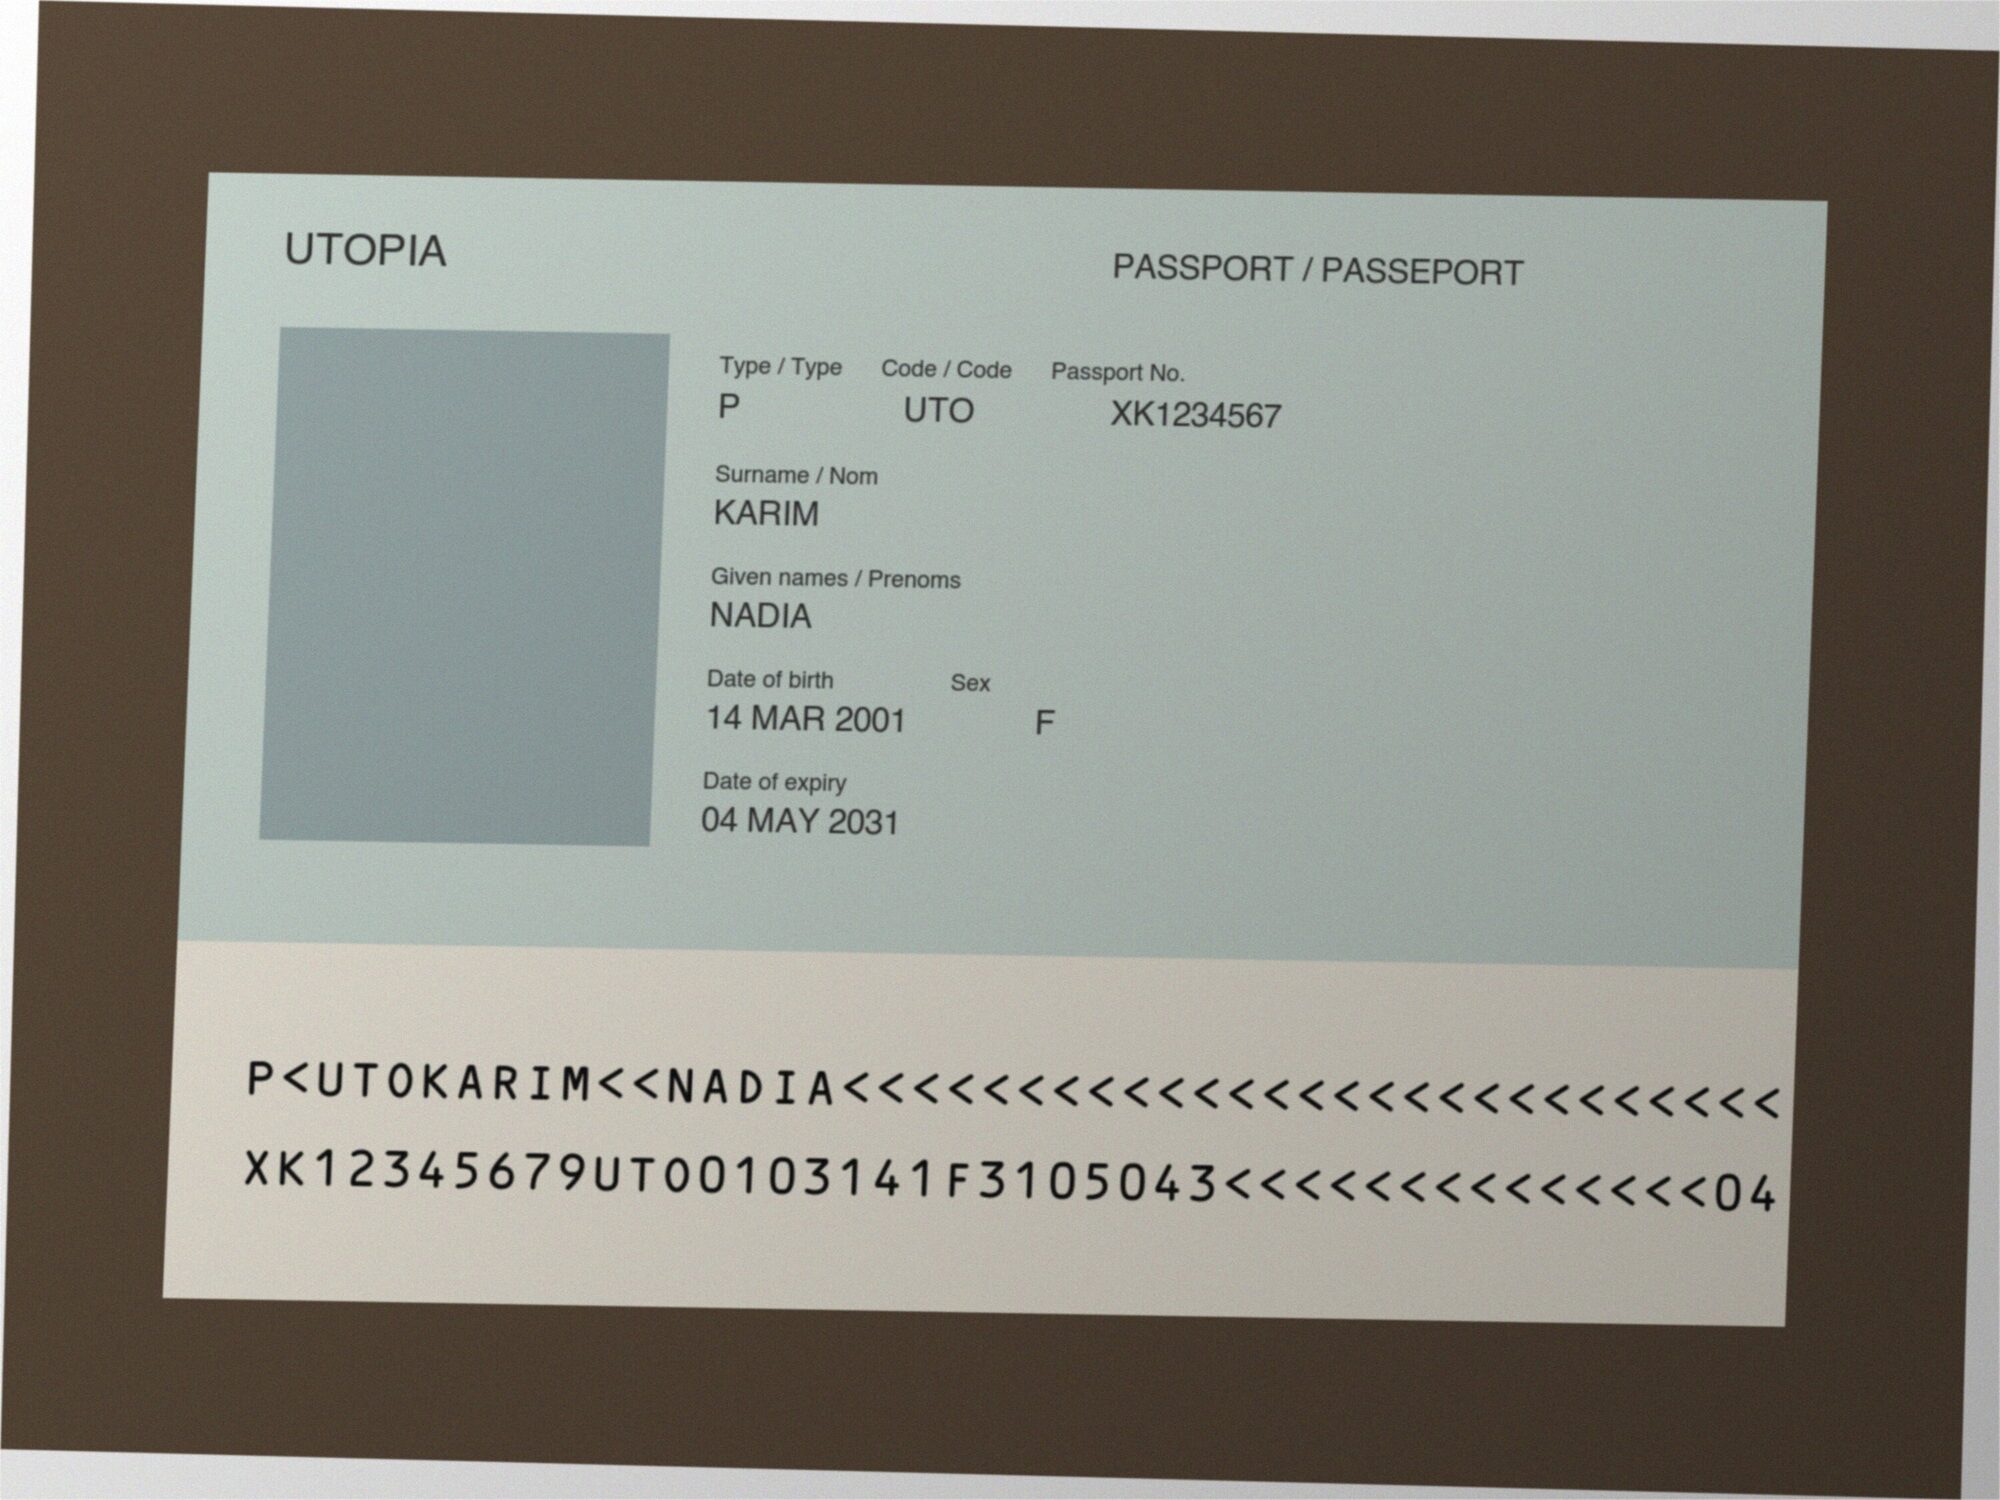 UTOPIA
PASSPORT / PASSEPORT
Type / Type Code / Code Passport No.
P UTO XK1234567
Surname / Nom
KARIM
Given names / Prenoms
NADIA
Date of birth Sex
14 MAR 2001 F
Date of expiry
04 MAY 2031
P<UTOKARIM<<NADIA<<<<<<<<<<<<<<<<<<<<<<<<<<<
XK12345679UTO0103141F3105043<<<<<<<<<<<<<<04